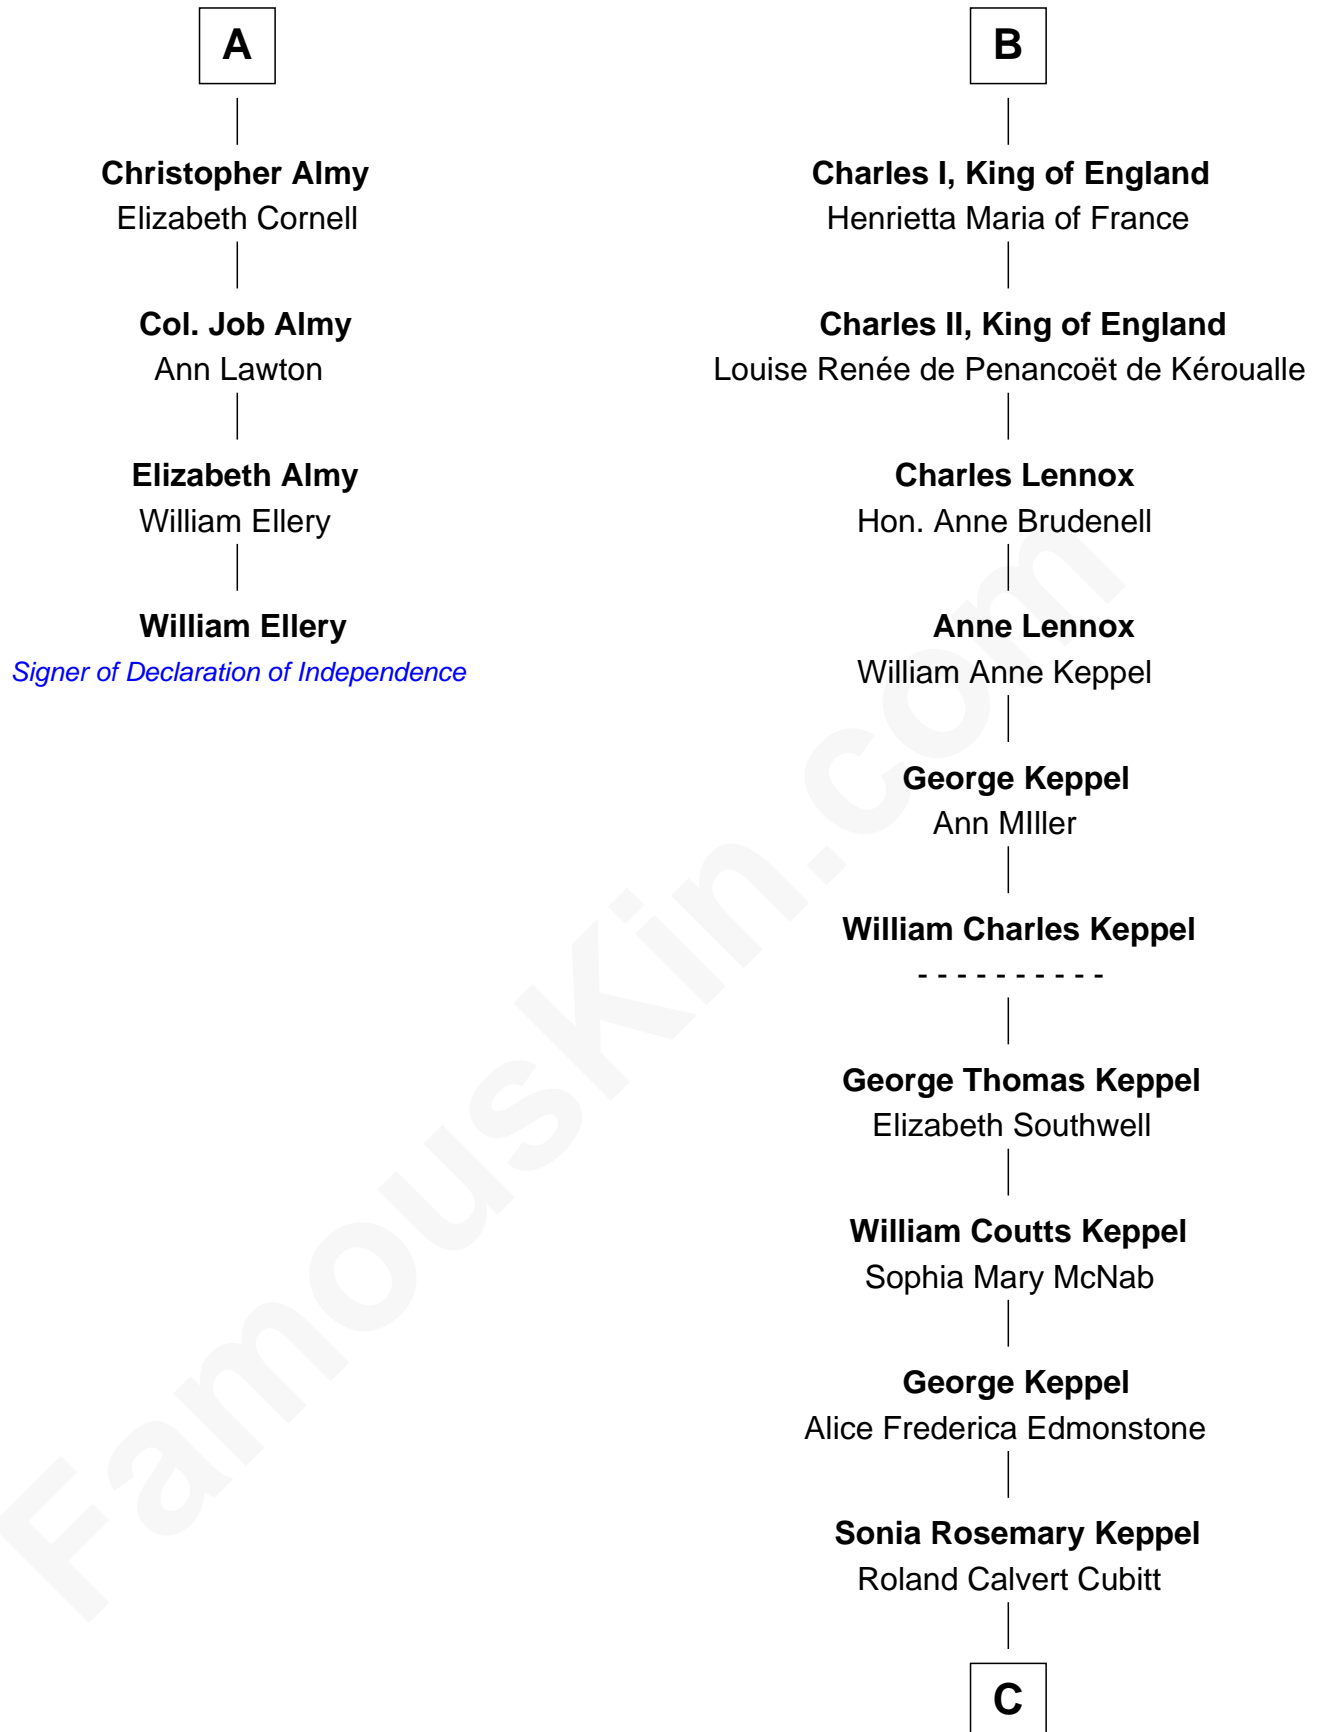 A
Christopher Almy
Elizabeth Cornell
Col. Job Almy
Ann Lawton
Elizabeth Almy
William Ellery
William Ellery
Signer of Declaration of Independence
B
Charles I, King of England
Henrietta Maria of France
Charles II, King of England
Louise Renée de Penancoët de Kéroualle
Charles Lennox
Hon. Anne Brudenell
Anne Lennox
William Anne Keppel
George Keppel
Ann MIller
William Charles Keppel
- - - - - - - - - -
George Thomas Keppel
Elizabeth Southwell
William Coutts Keppel
Sophia Mary McNab
George Keppel
Alice Frederica Edmonstone
Sonia Rosemary Keppel
Roland Calvert Cubitt
C
FamousKin.com